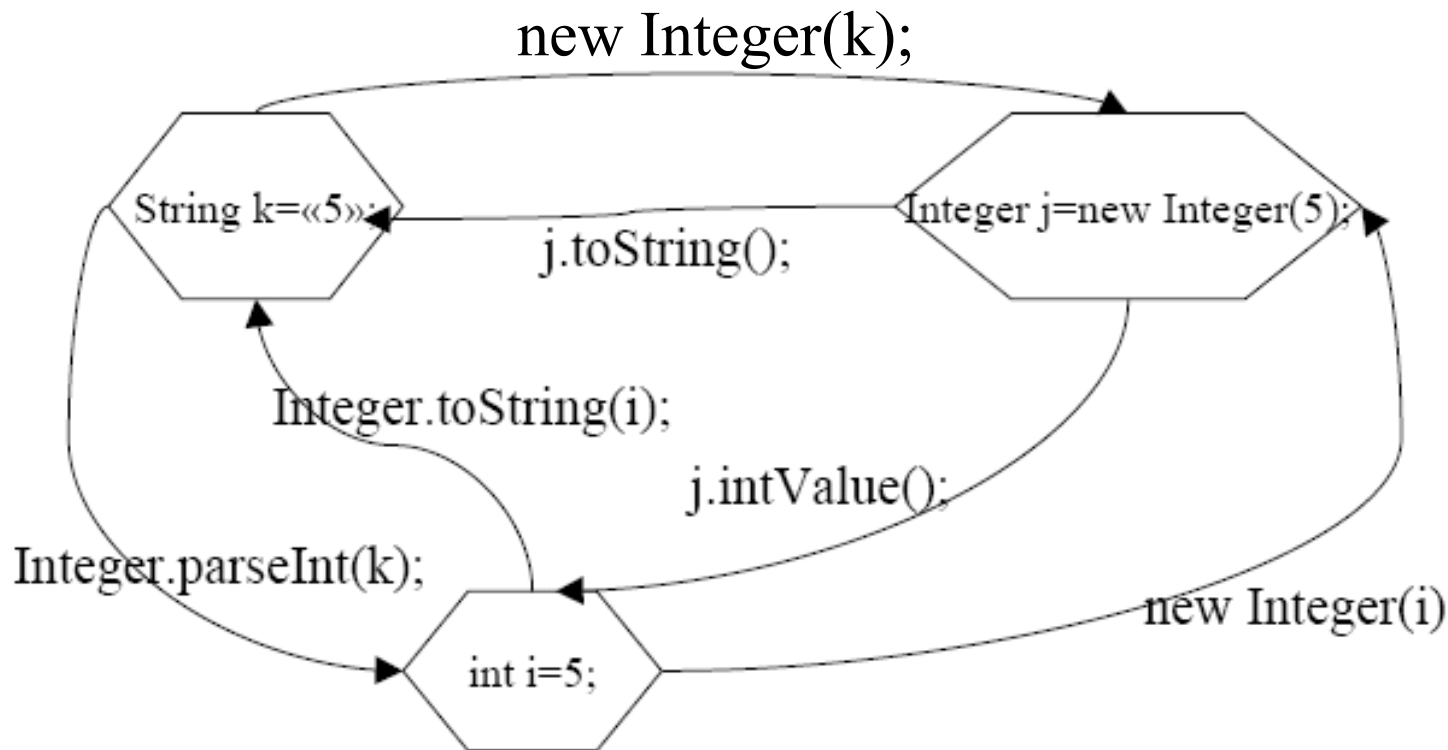 new Integer(k);
String k=«5»;
Integer j=new Integer(5);
j.toString();
Integer.toString(i);
j.intValue();
Integer.parseInt(k);
new Integer(i)
int i=5;